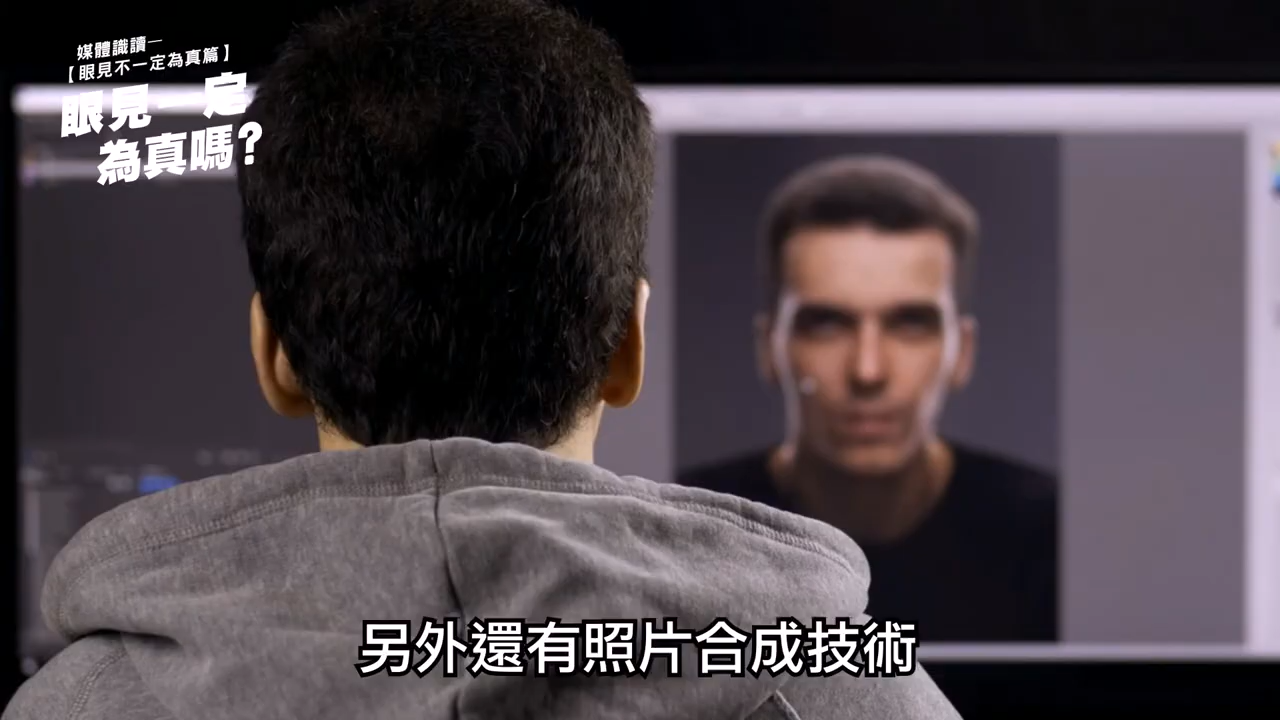 媒體識讀—
【眼見不一定為真篇】
眼見一定
為真嗎?
另外還有照片合成技術